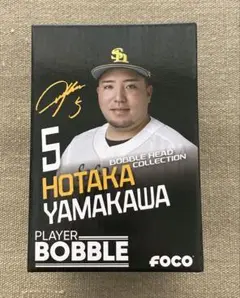 5
BOBBLE HEAD
COLLECTION
HOTAKA
YAMAKAWA
PLAYER
BOBBLE
FOCO